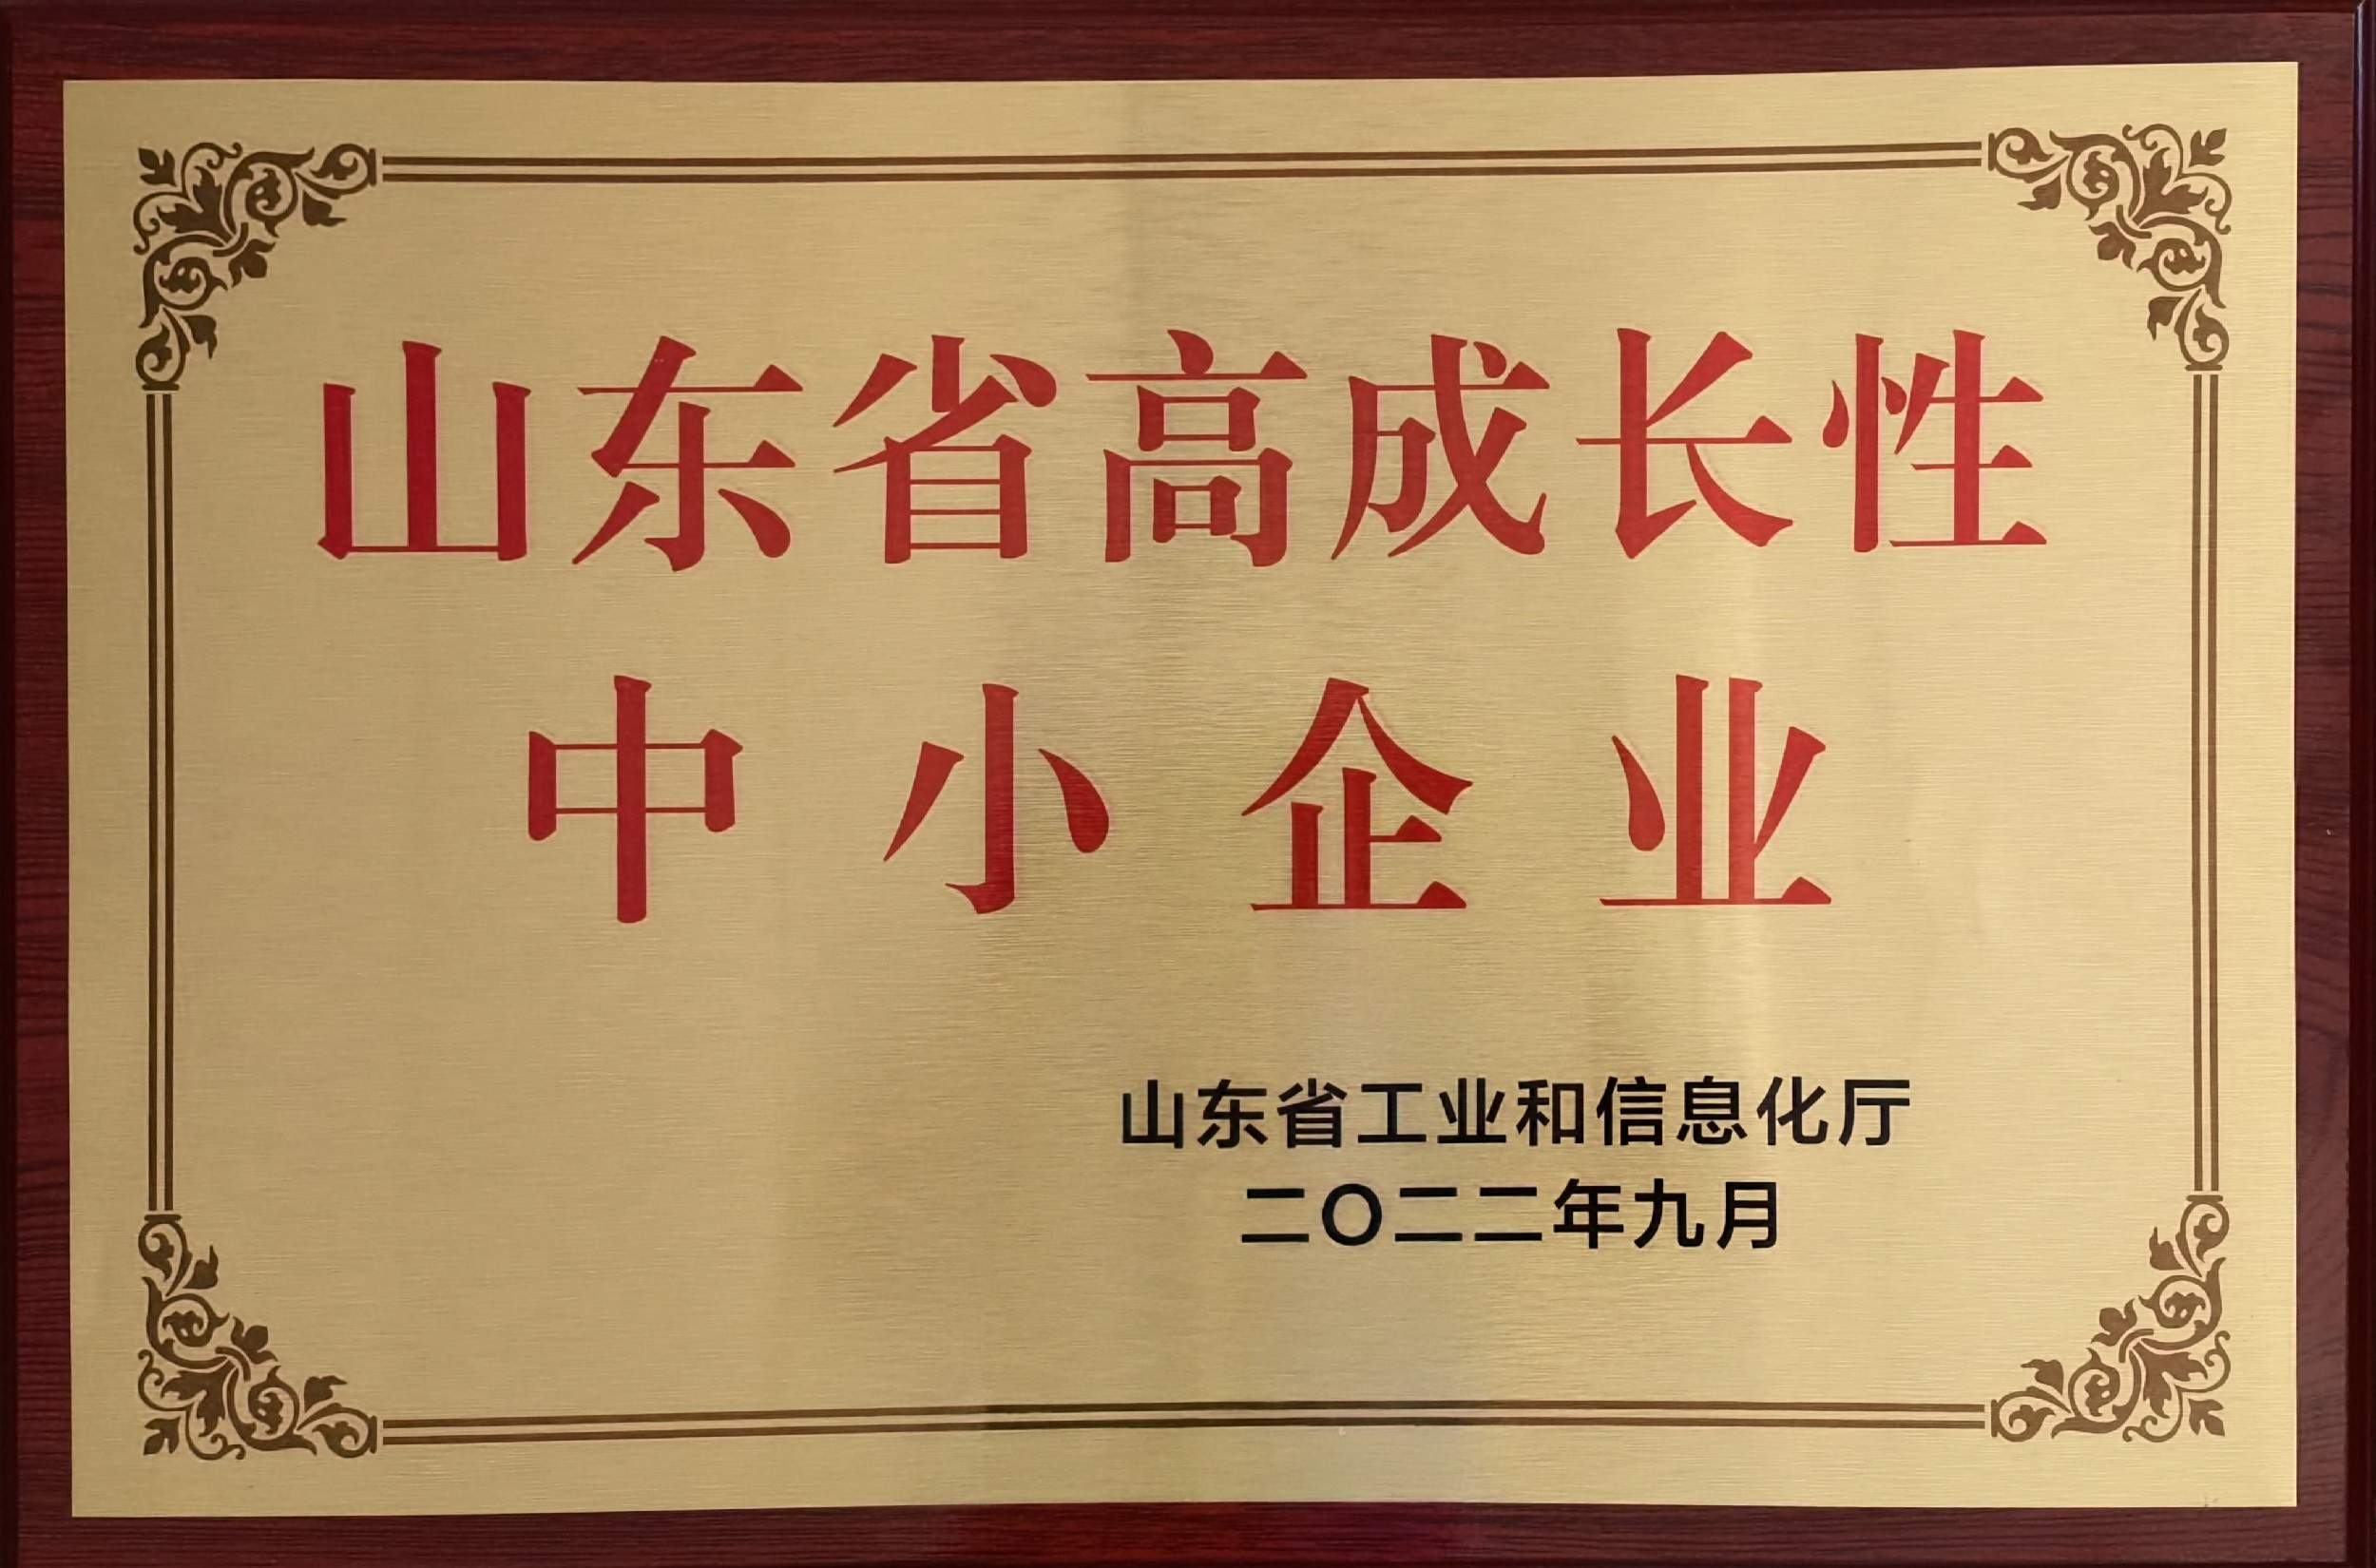 山东省高成长性
中小企业
山东省工业和信息化厅
二〇二二年九月